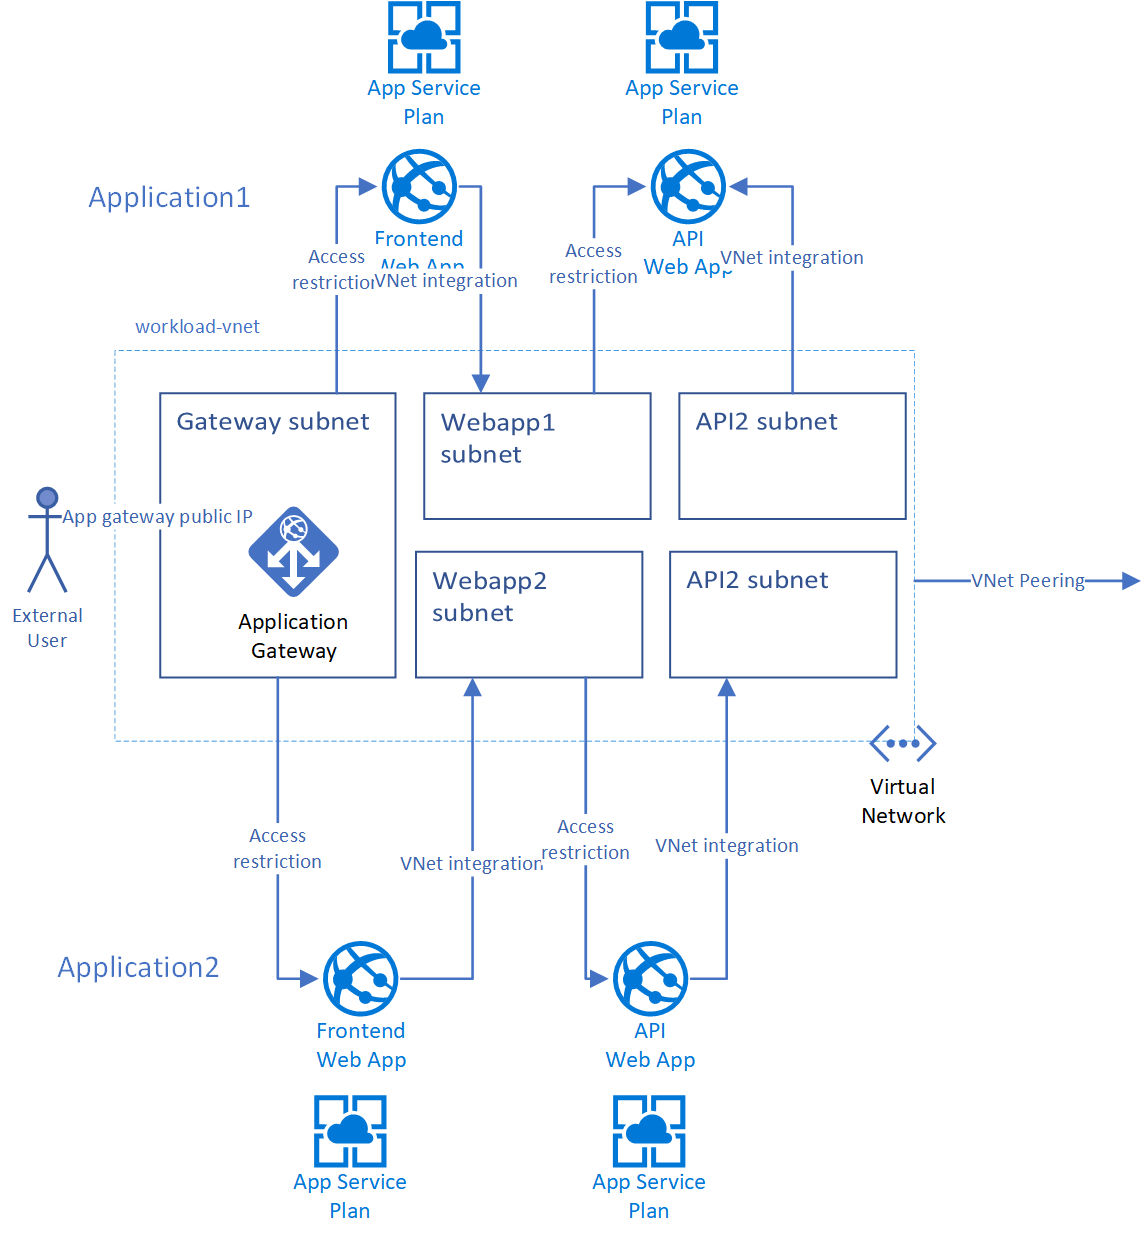 App Service
Plan
App Service
Plan
Application1
Frontend
Web App
API
Web App
Access
restriction
VNet integration
Access
restriction
VNet integration
workload-vnet
Gateway subnet
Webapp1
subnet
API2 subnet
External
User
App gateway public IP
Application
Gateway
Webapp2
subnet
API2 subnet
VNet Peering
Virtual
Network
Access
restriction
VNet integration
Access
restriction
VNet integration
Application2
Frontend
Web App
API
Web App
App Service
Plan
App Service
Plan